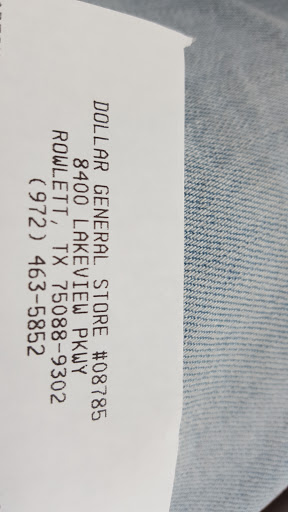 DOLLAR GENERAL STORE #08785
8400 LAKEVIEW PKWY
ROWLETT, TX 75088-9302
(972) 463-5852